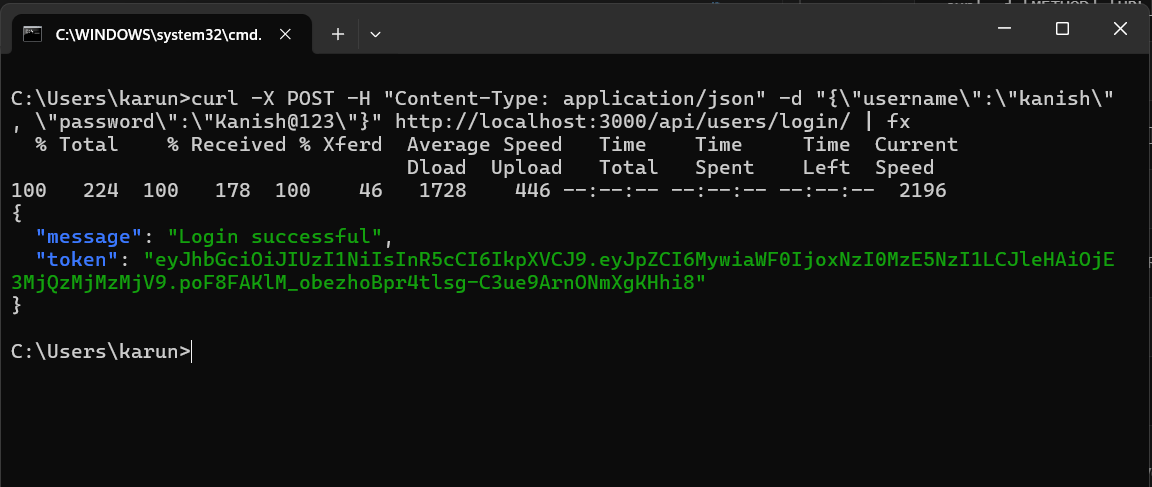 C:\WINDOWS\system32\cmd.
C:\Users\karun>curl -X POST -H "Content-Type: application/json" -d "{\"username\":\"kanish\"
, \"password\":\"Kanish@123\"}" http://localhost:3000/api/users/login/ | fx
% Total    % Received % Xferd  Average Speed   Time    Time     Time  Current
Dload  Upload   Total   Spent    Left  Speed
100   224  100   178  100    46   1728    446 --:--:-- --:--:-- --:--:--  2196
{
"message": "Login successful",
"token": "eyJhbGciOiJIUzI1NiIsInR5cCI6IkpXVCJ9.eyJpZCI6MywiaWF0IjoxNzI0MzE5NzI1LCJleHAiOjE
3MjQzMjMzMjV9.poF8FAKlM_obezhoBpr4tlsg-C3ue9ArnONmXgKHhi8"
}
C:\Users\karun>